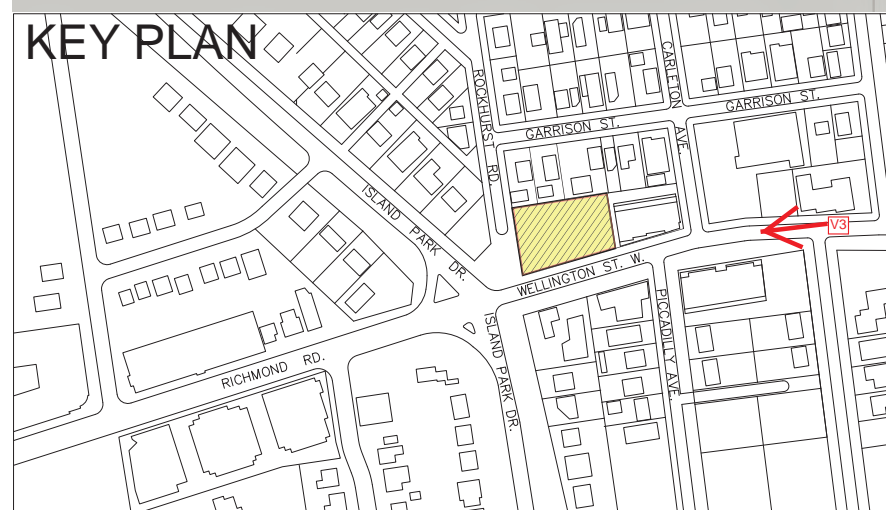 KEY PLAN
ROCKHURST RD.
CARLETON AVE.
GARRISON ST.
GARRISON ST.
ISLAND PARK DR.
V3
WELLINGTON ST. W.
PICCADILLY AVE.
ISLAND PARK DR.
RICHMOND RD.